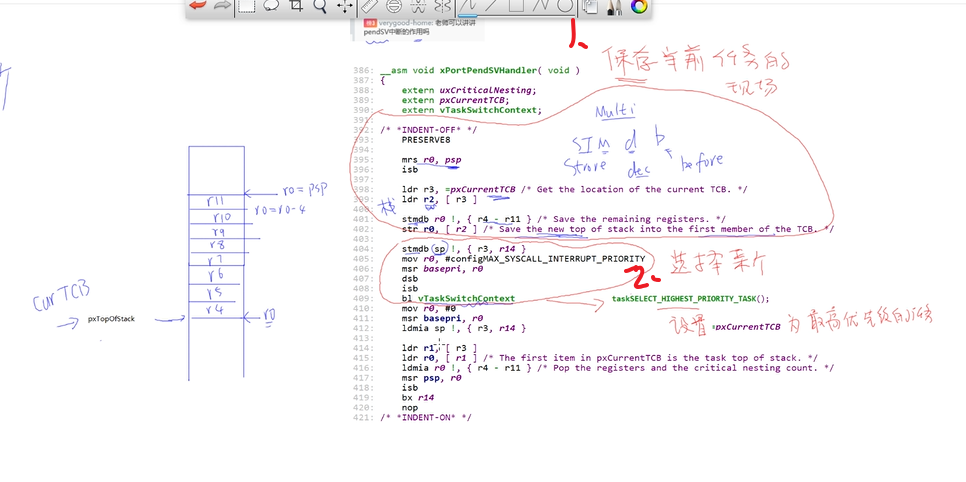 verygood-home: 老师可以讲讲
pendSV中断的作用吗
1.
保存当前任务的
现场
386: __asm void xPortPendSVHandler( void )
387: {
388: extern uxCriticalNesting;
389: extern pxCurrentTCB;
390: extern vTaskSwitchContext;
391:
392: /* *INDENT-OFF* */
393: PRESERVE8
394:
395: mrs r0, psp
396: isb
397:
398: ldr r3, =pxCurrentTCB /* Get the location of the current TCB. */
399: ldr r2, [ r3 ]
400:
401: stmdb r0 !, { r4 - r11 } /* Save the remaining registers. */
402: str r0, [ r2 ] /* Save the new top of stack into the first member of the TCB. */
403:
404: stmdb sp !, { r3, r14 }
405: mov r0, #configMAX_SYSCALL_INTERRUPT_PRIORITY
406: msr basepri, r0
407: dsb
408: isb
409: bl vTaskSwitchContext
410: mov r0, #0
411: msr basepri, r0
412: ldmia sp !, { r3, r14 }
413:
414: ldr r1, [ r3 ]
415: ldr r0, [ r1 ] /* The first item in pxCurrentTCB is the task top of stack. */
416: ldmia r0 !, { r4 - r11 } /* Pop the registers and the critical nesting count. */
417: msr psp, r0
418: isb
419: bx r14
420: nop
421: /* *INDENT-ON* */
Multi
STM d b
Strore dec before
栈
2.
选择某个
taskSELECT_HIGHEST_PRIORITY_TASK();
设置 =pxCurrentTCB 为最高优先级的任务
r0=psp
r0=r0-4
r11
r10
r9
r8
r7
r6
r5
r4
r0
CurTCB
pxTopOfStack